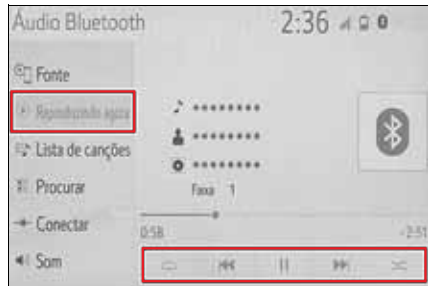 Áudio Bluetooth 2:36
Fonte
Reproduzindo agora
********
Lista de canções
********
********
Procurar
Faixa 1
Conectar
0:58 -2:51
Som